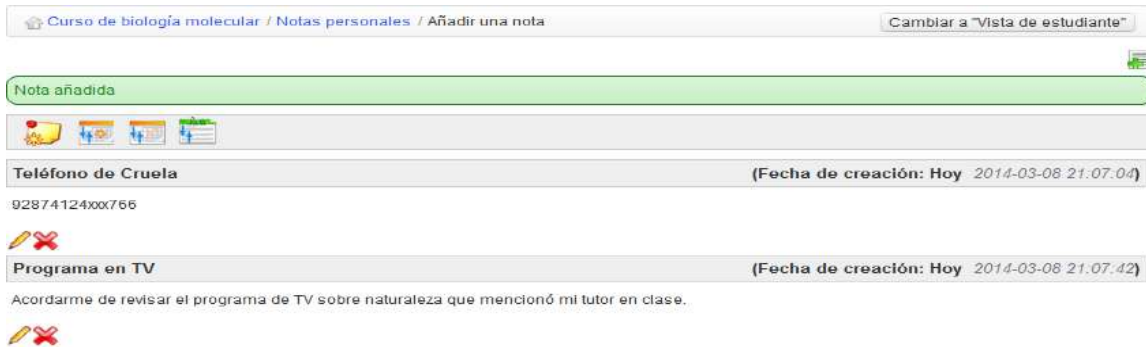 Curso de biología molecular / Notas personales / Añadir una nota
Cambiar a "Vista de estudiante"
Nota añadida
Teléfono de Cruela (Fecha de creación: Hoy 2014-03-08 21:07:04)
92874124xxx766
Programa en TV (Fecha de creación: Hoy 2014-03-08 21:07:42)
Acordarme de revisar el programa de TV sobre naturaleza que mencionó mi tutor en clase.